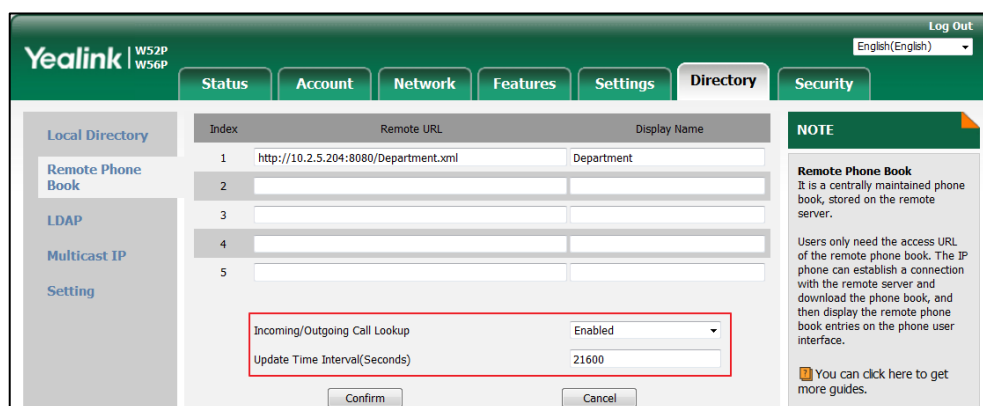 Log Out
Yealink | W52P
W56P
English(English)
Status Account Network Features Settings Directory Security
Local Directory
Remote Phone
Book
LDAP
Multicast IP
Setting
Index Remote URL Display Name
1 http://10.2.5.204:8080/Department.xml Department
2
3
4
5
Incoming/Outgoing Call Lookup Enabled
Update Time Interval(Seconds) 21600
Confirm Cancel
NOTE
Remote Phone Book
It is a centrally maintained phone
book, stored on the remote
server.
Users only need the access URL
of the remote phone book. The IP
phone can establish a connection
with the remote server and
download the phone book, and
then display the remote phone
book entries on the phone user
interface.
You can click here to get
more guides.